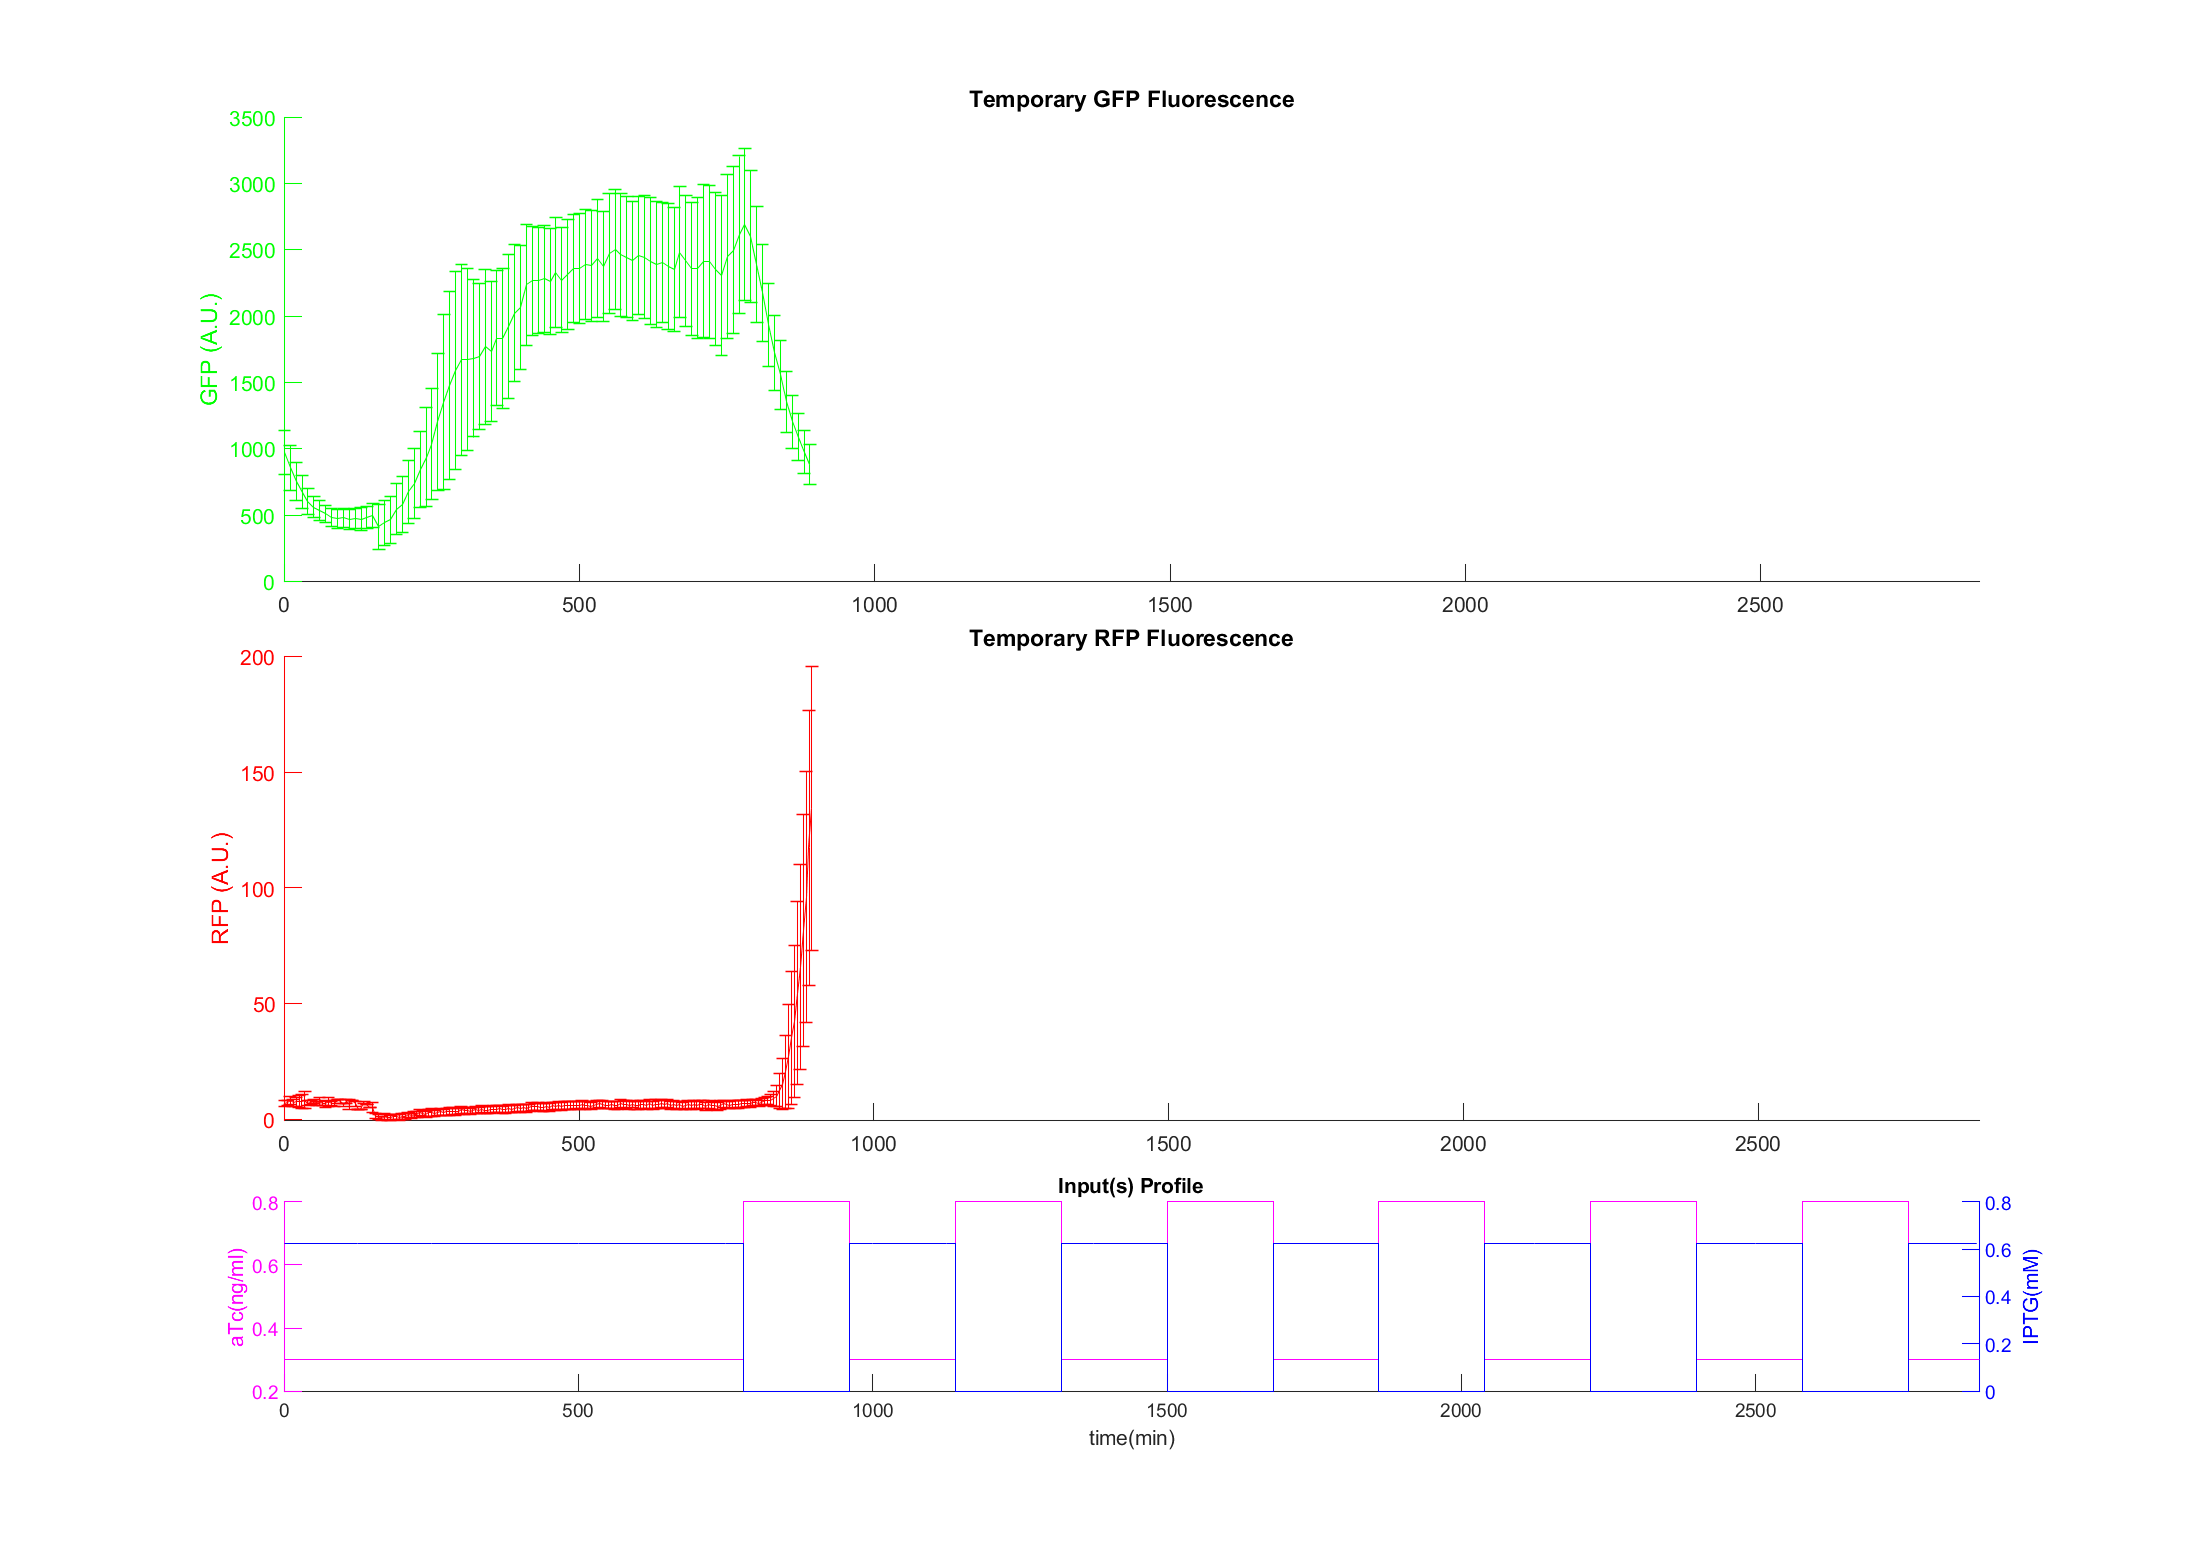 Temporary GFP Fluorescence
GFP (A.U.)
3500
3000
2500
2000
1500
1000
500
0
0 500 1000 1500 2000 2500
Temporary RFP Fluorescence
RFP (A.U.)
200
150
100
50
0
0 500 1000 1500 2000 2500
Input(s) Profile
aTc(ng/ml)
0.8
0.6
0.4
0.2
0.8
0.6
0.4
0.2
0
IPTG(mM)
0 500 1000 1500 2000 2500
time(min)